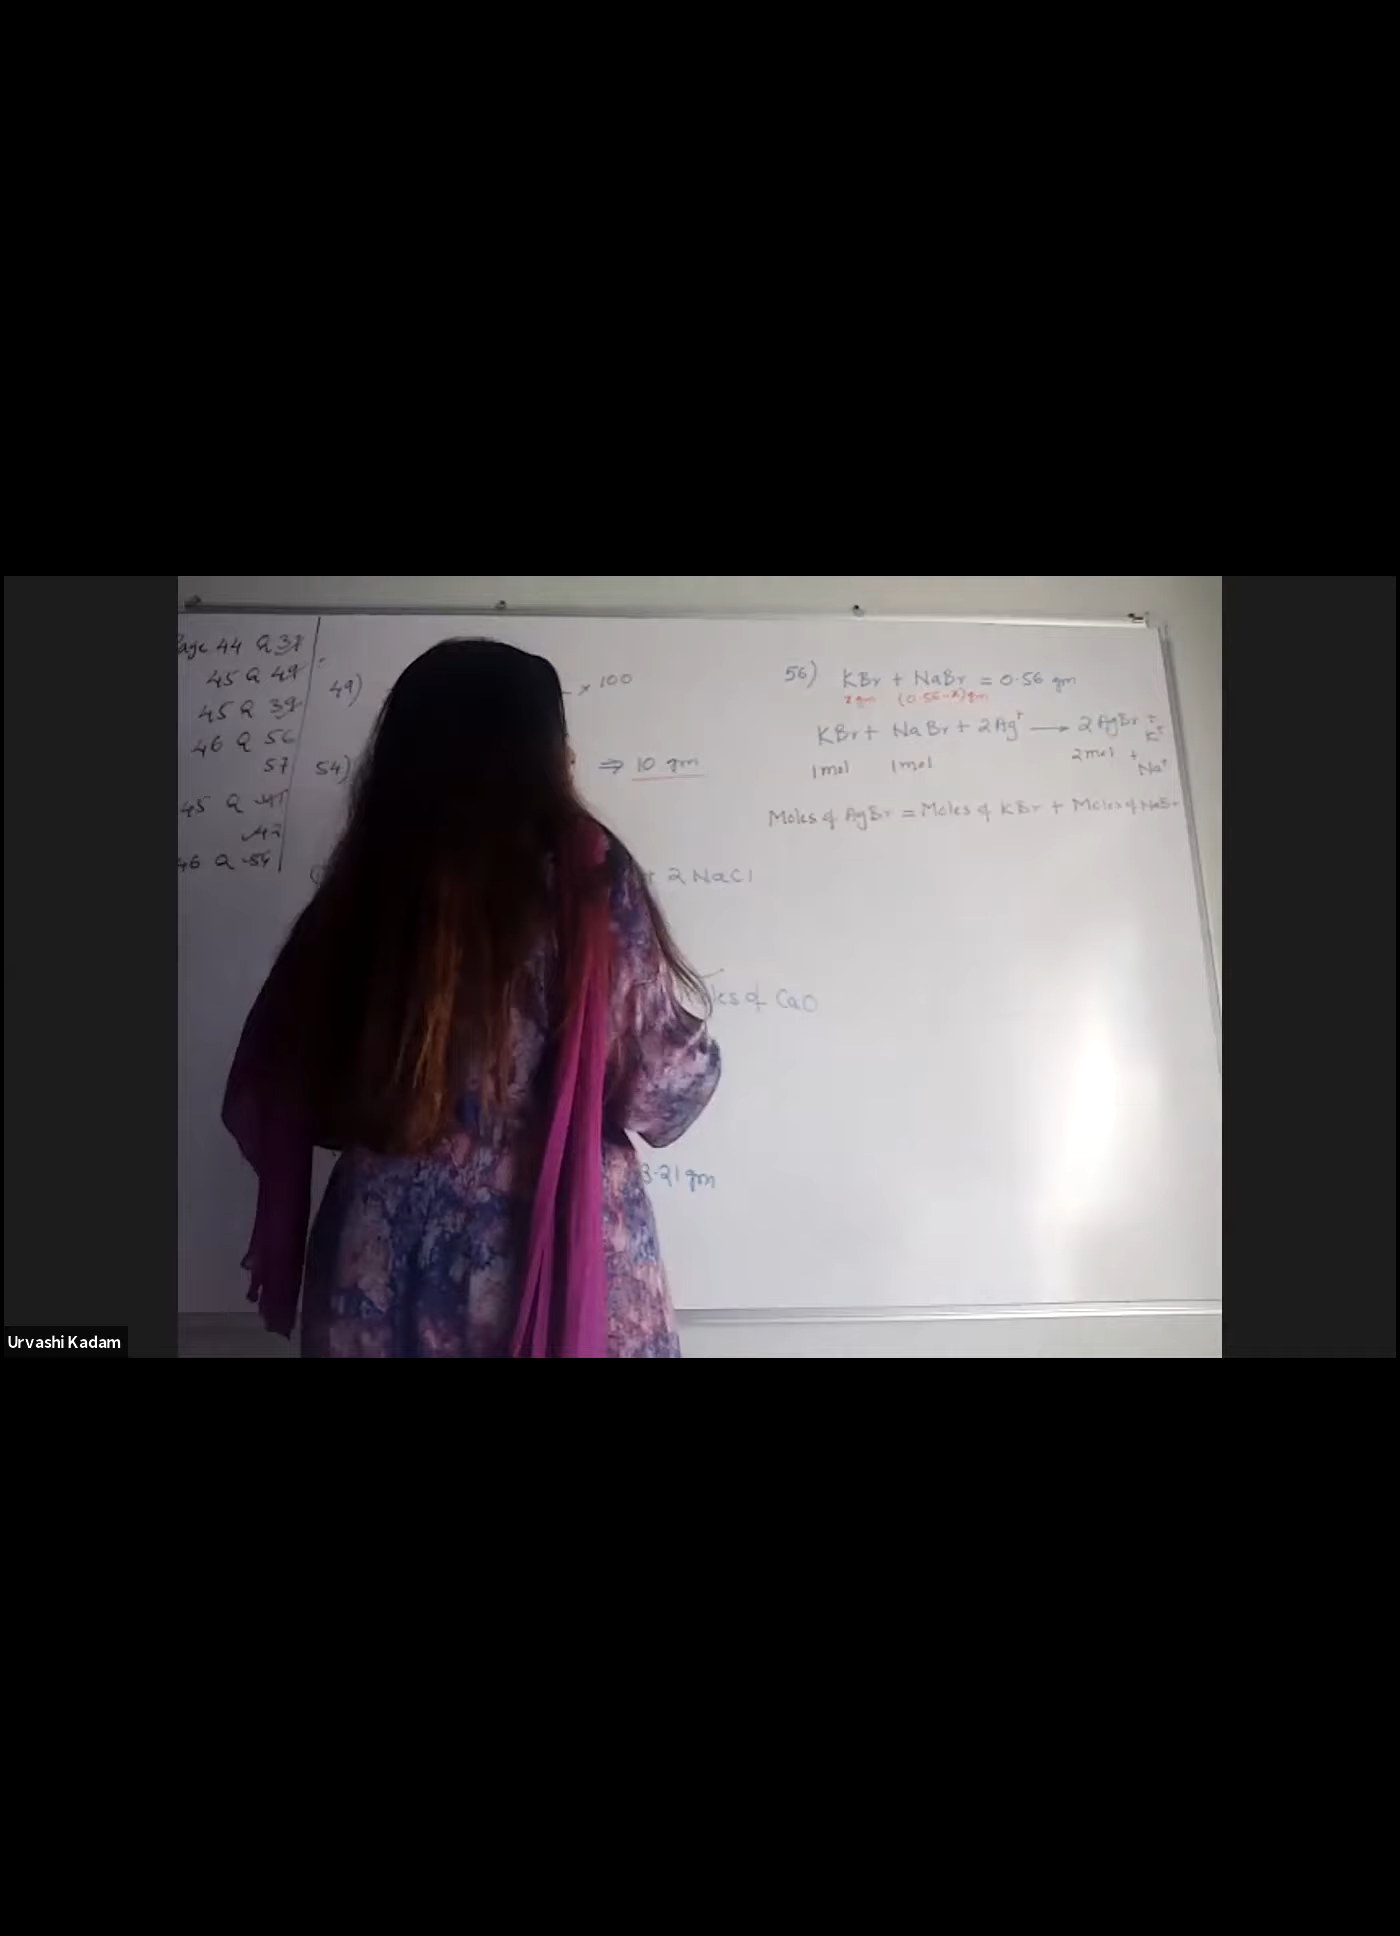 Page 44 Q 37
45 Q 49
45 Q 39
46 Q 56
57
45 Q 41
42
46 Q 54
49)
× 100
54)
⇒ 10 gm
+ 2 NaCl
of CaO
3.21 gm
56) KBr + NaBr = 0.56 gm
x gm (0.56-x) gm
KBr + NaBr + 2Ag⁺ ⟶ 2 AgBr + K⁺
1 mol 1 mol 2 mol + Na⁺
Moles of AgBr = Moles of KBr + Moles of NaBr
Urvashi Kadam